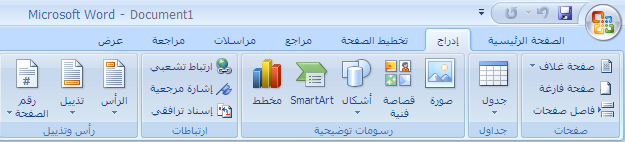 Microsoft Word - Document1
الصفحة الرئيسية
إدراج
تخطيط الصفحة
مراجع
مراسلات
مراجعة
عرض
صفحة غلاف
صفحة فارغة
فاصل صفحات
صفحات
جدول
جداول
صورة
قصاصة
فنية
أشكال
SmartArt
مخطط
رسومات توضيحية
ارتباط تشعبي
إشارة مرجعية
إسناد ترافقي
ارتباطات
الرأس
تذييل
رقم
الصفحة
رأس وتذييل